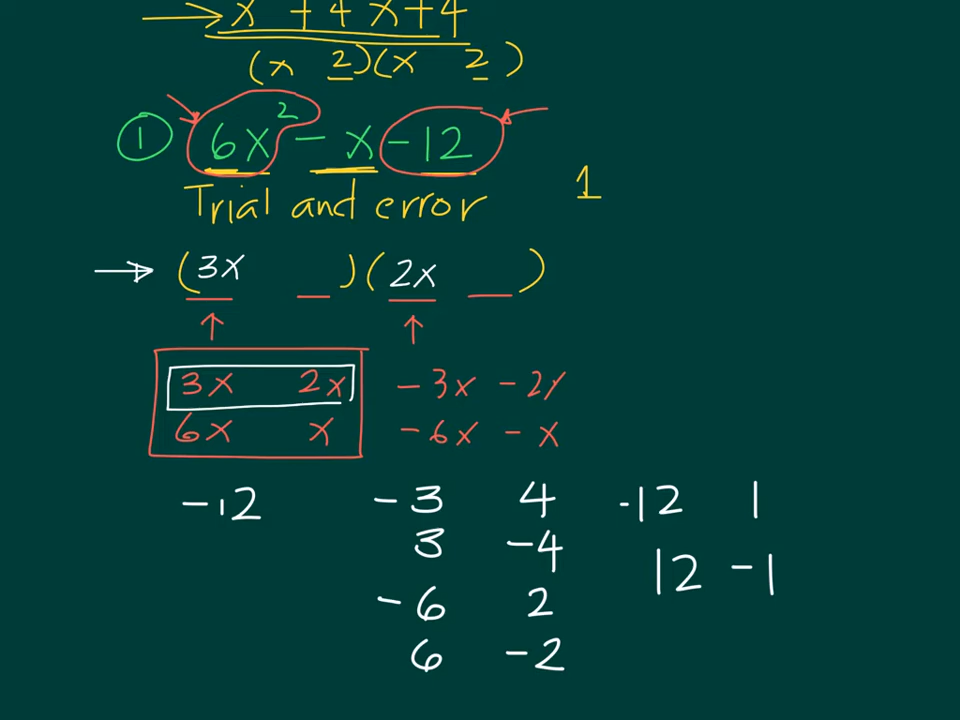 → x + 4x + 4
(x 2)(x 2)
① 6x² - x - 12
Trial and error 1
→ (3x _)(2x _)
↑ ↑
3x 2x -3x -2x
6x x -6x -x
-12 -3 4 -12 1
3 -4 12 -1
-6 2
6 -2